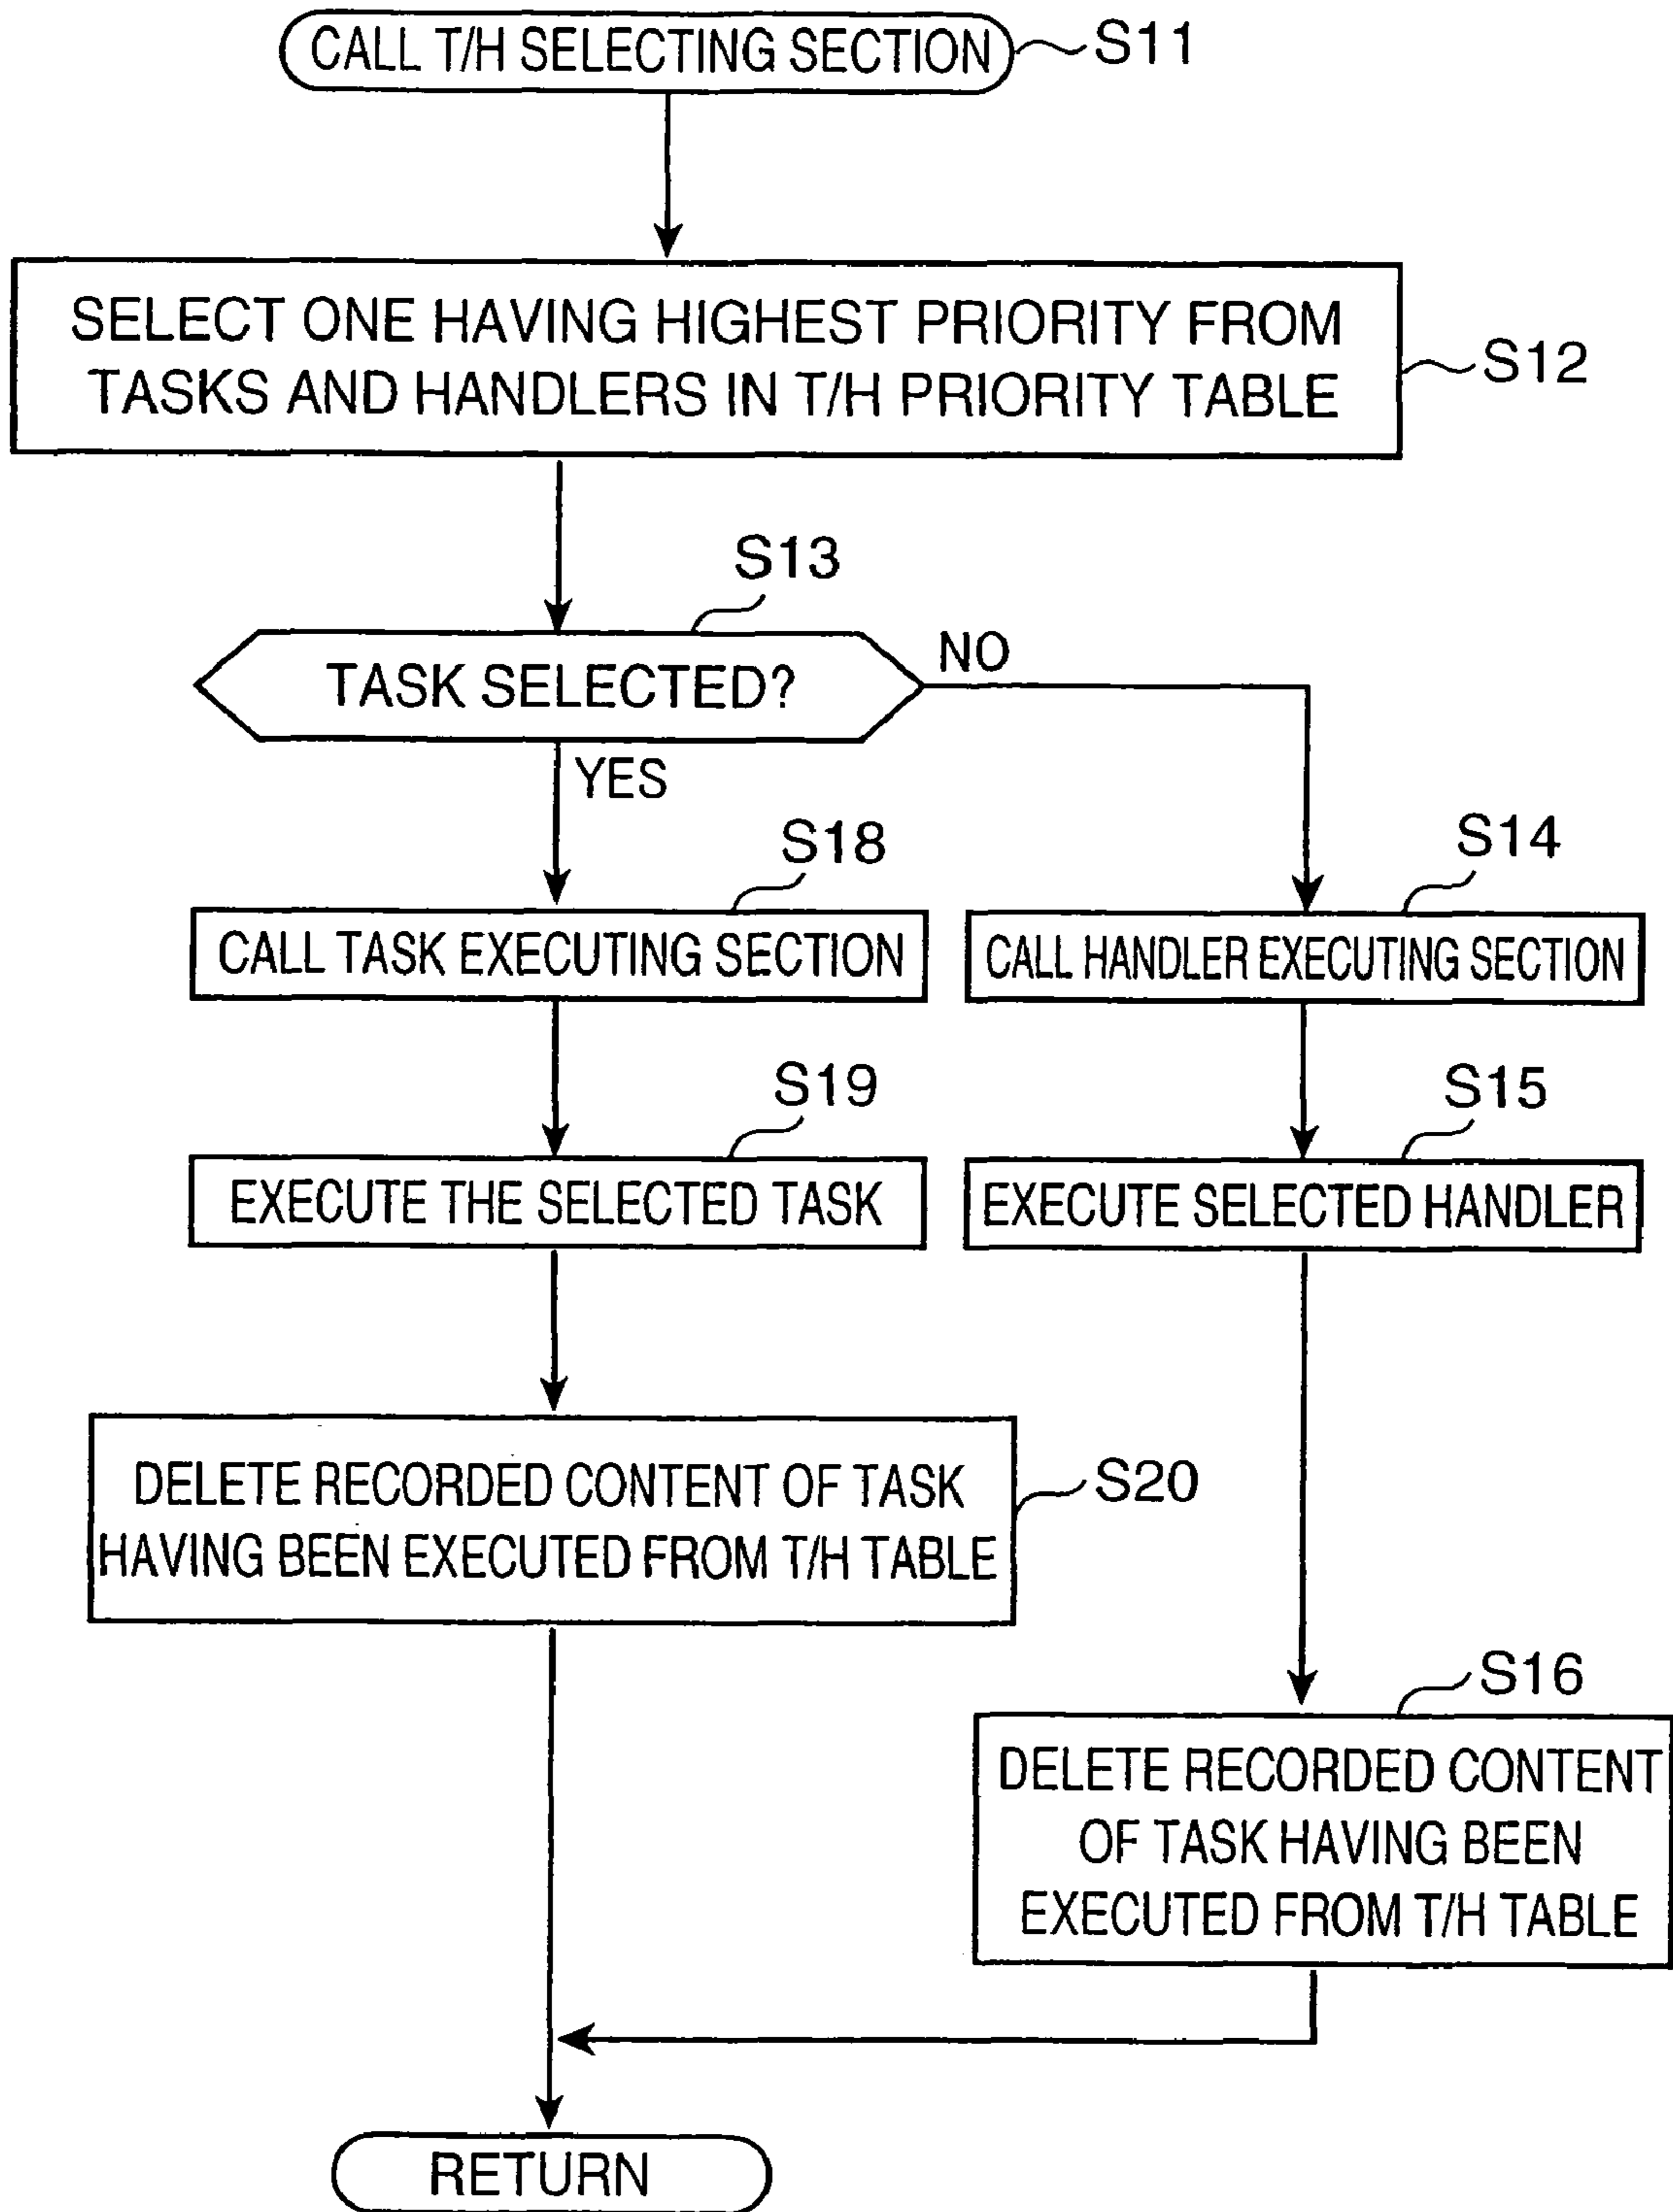 CALL T/H SELECTING SECTION
S11
SELECT ONE HAVING HIGHEST PRIORITY FROM
TASKS AND HANDLERS IN T/H PRIORITY TABLE
S12
S13
TASK SELECTED?
NO
YES
S18
CALL TASK EXECUTING SECTION
S14
CALL HANDLER EXECUTING SECTION
S19
EXECUTE THE SELECTED TASK
S15
EXECUTE SELECTED HANDLER
DELETE RECORDED CONTENT OF TASK
HAVING BEEN EXECUTED FROM T/H TABLE
S20
S16
DELETE RECORDED CONTENT
OF TASK HAVING BEEN
EXECUTED FROM T/H TABLE
RETURN